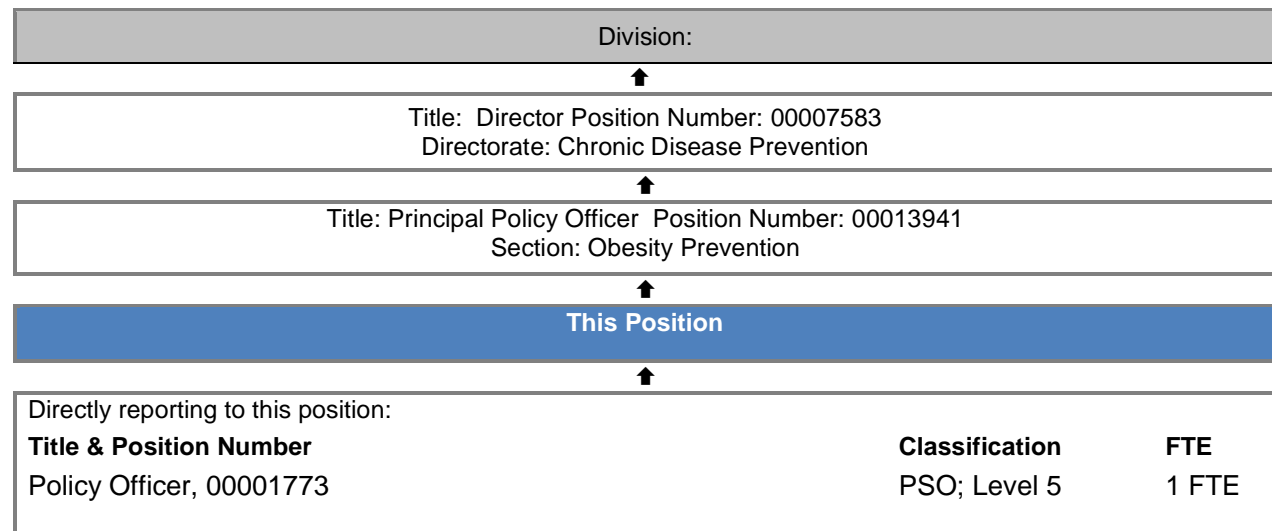 Division:
Title: Director Position Number: 00007583
Directorate: Chronic Disease Prevention
Title: Principal Policy Officer Position Number: 00013941
Section: Obesity Prevention
This Position
Directly reporting to this position:
Title & Position Number Classification FTE
Policy Officer, 00001773 PSO; Level 5 1 FTE